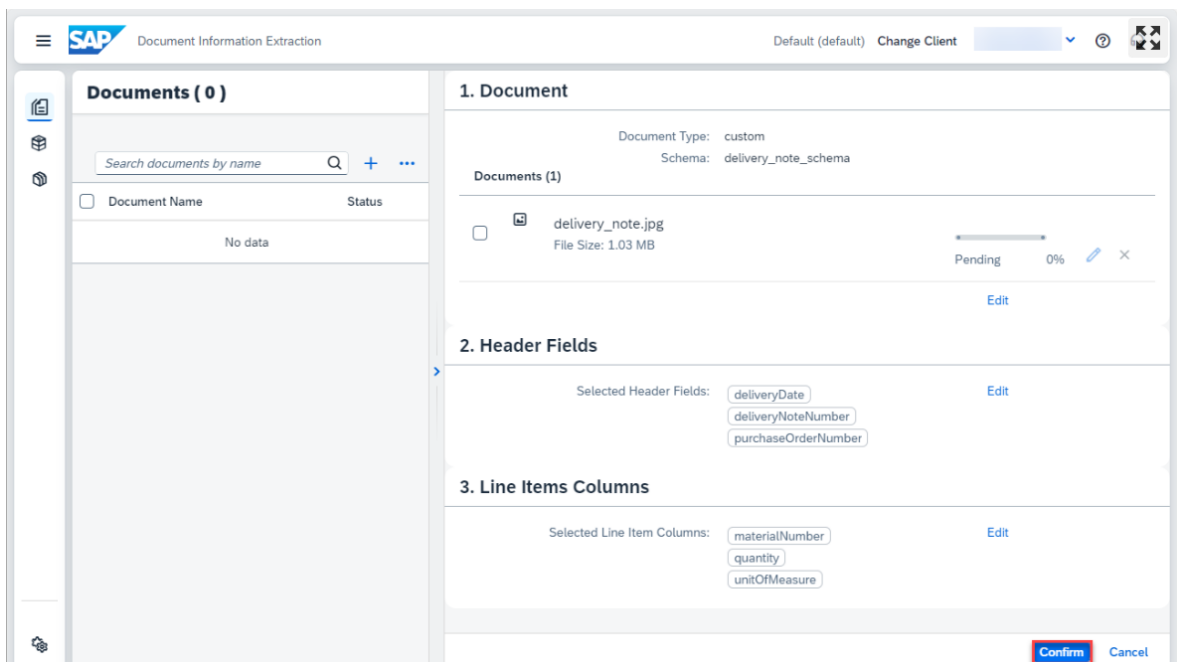 SAP Document Information Extraction Default (default) Change Client
Documents ( 0 )
Search documents by name
Document Name Status
No data
1. Document
Document Type: custom
Schema: delivery_note_schema
Documents (1)
delivery_note.jpg
File Size: 1.03 MB
Pending 0%
Edit
2. Header Fields
Selected Header Fields: deliveryDate
deliveryNoteNumber
purchaseOrderNumber
Edit
3. Line Items Columns
Selected Line Item Columns: materialNumber
quantity
unitOfMeasure
Edit
Confirm Cancel